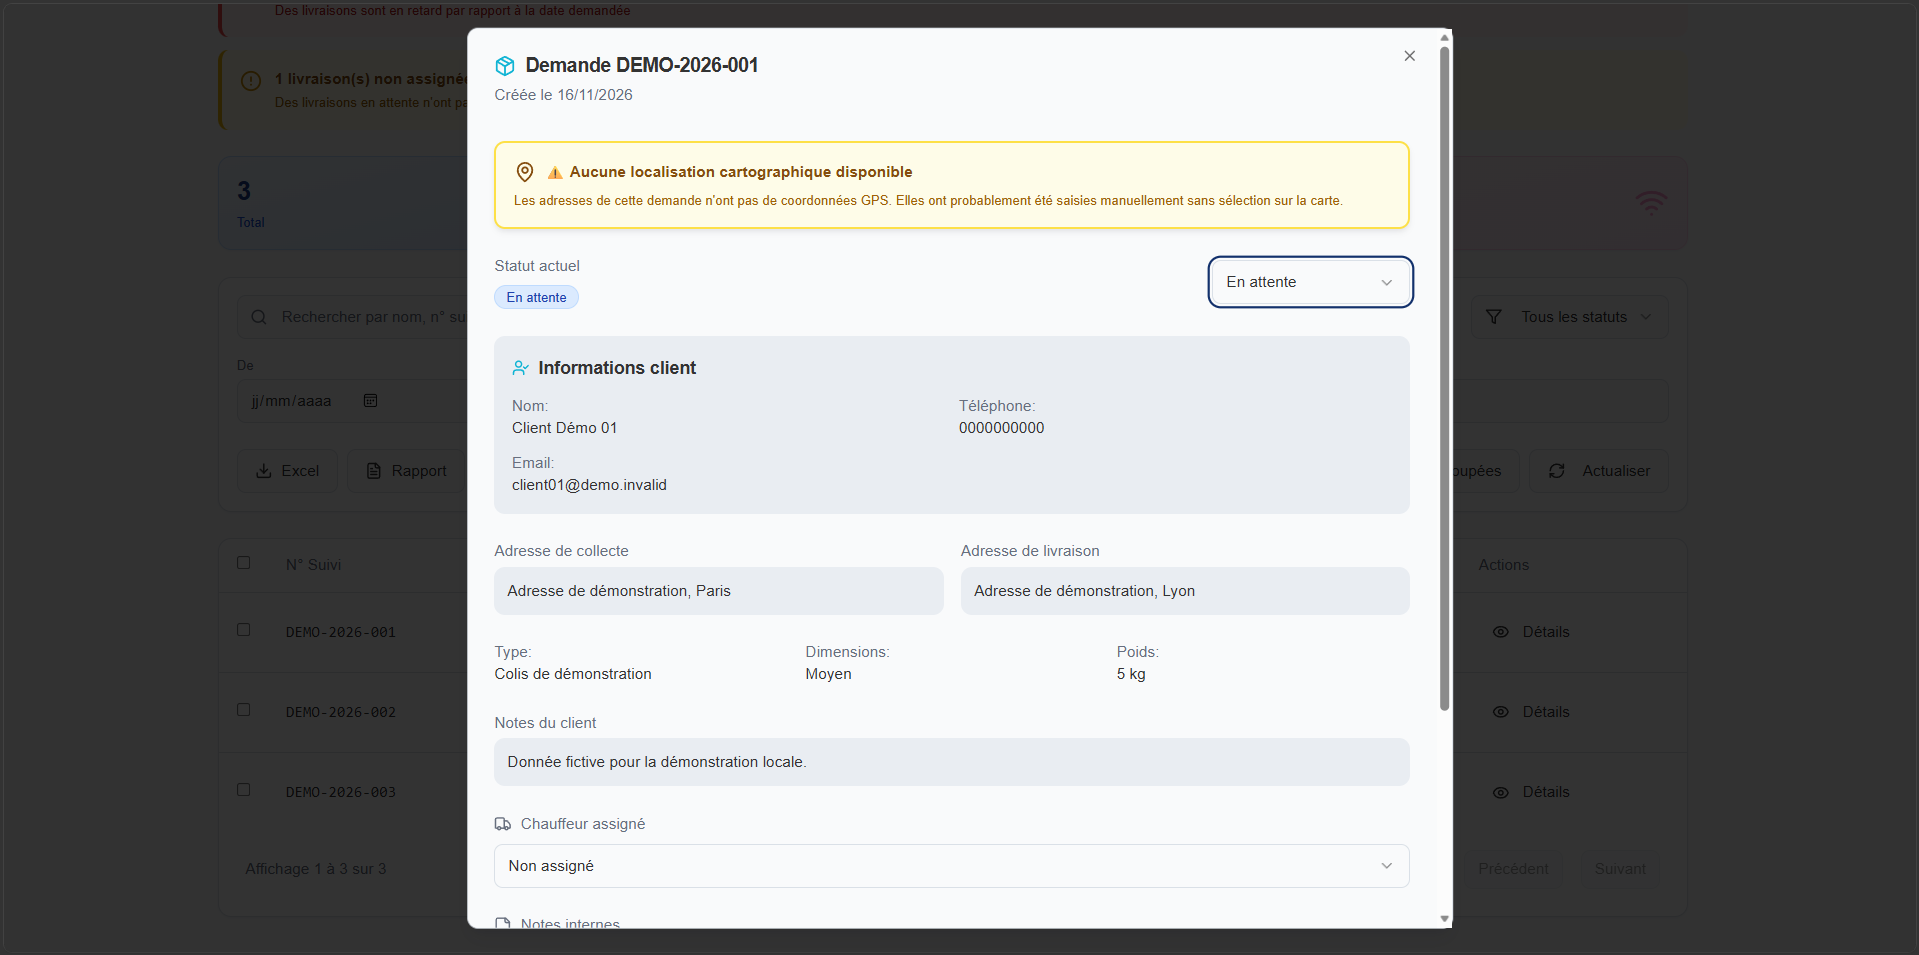 Des livraisons sont en retard par rapport à la date demandée
1 livraison(s) non assigné
Des livraisons en attente n'ont pa
3
Total
Rechercher par nom, n° su
Tous les statuts
De
jj/mm/aaaa
Excel
Rapport
oupées
Actualiser
N° Suivi
Actions
DEMO-2026-001
Détails
DEMO-2026-002
Détails
DEMO-2026-003
Détails
Affichage 1 à 3 sur 3
Précédent
Suivant
Demande DEMO-2026-001
Créée le 16/11/2026
Aucune localisation cartographique disponible
Les adresses de cette demande n'ont pas de coordonnées GPS. Elles ont probablement été saisies manuellement sans sélection sur la carte.
Statut actuel
En attente
En attente
Informations client
Nom:
Client Démo 01
Téléphone:
0000000000
Email:
client01@demo.invalid
Adresse de collecte
Adresse de démonstration, Paris
Adresse de livraison
Adresse de démonstration, Lyon
Type:
Colis de démonstration
Dimensions:
Moyen
Poids:
5 kg
Notes du client
Donnée fictive pour la démonstration locale.
Chauffeur assigné
Non assigné
Notes internes